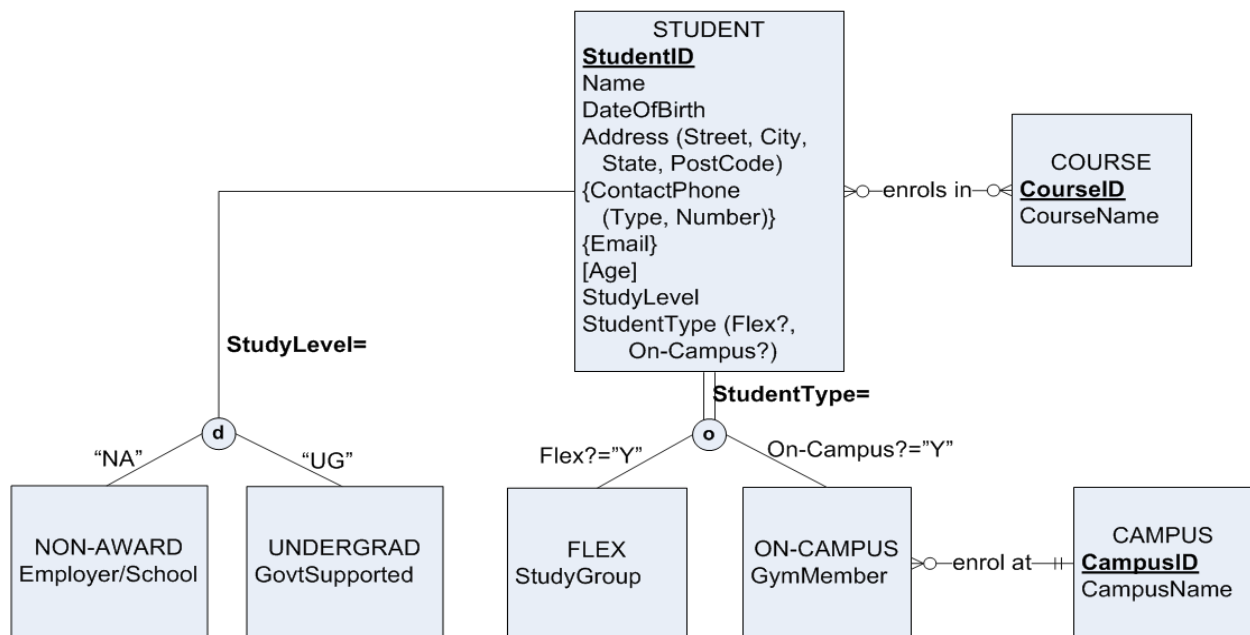 STUDENT
StudentID
Name
DateOfBirth
Address (Street, City,
State, PostCode)
{ContactPhone
(Type, Number)}
{Email}
[Age]
StudyLevel
StudentType (Flex?,
On-Campus?)
enrols in
COURSE
CourseID
CourseName
StudyLevel=
d
“NA”
“UG”
StudentType=
o
Flex?=”Y”
On-Campus?=”Y”
NON-AWARD
Employer/School
UNDERGRAD
GovtSupported
FLEX
StudyGroup
ON-CAMPUS
GymMember
enrol at
CAMPUS
CampusID
CampusName